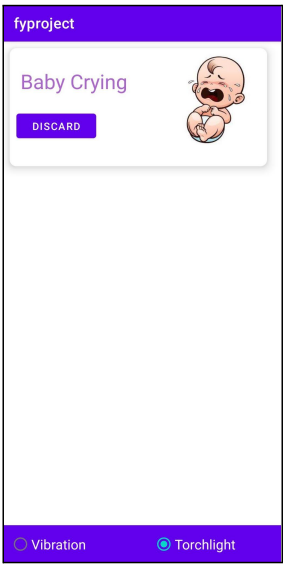 fyproject
Baby Crying
DISCARD
Vibration
Torchlight